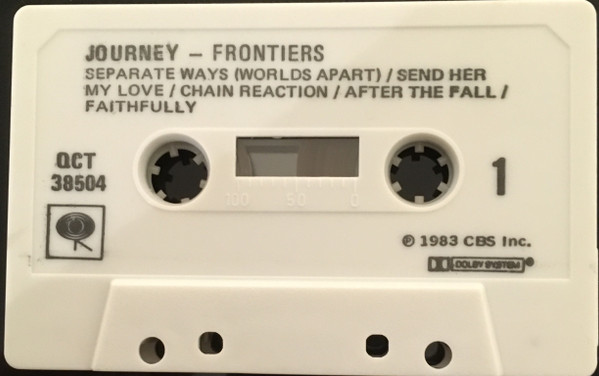 JOURNEY – FRONTIERS
SEPARATE WAYS (WORLDS APART) / SEND HER
MY LOVE / CHAIN REACTION / AFTER THE FALL /
FAITHFULLY
QCT
38504
1
100 50 0
℗ 1983 CBS Inc.
DOLBY SYSTEM®